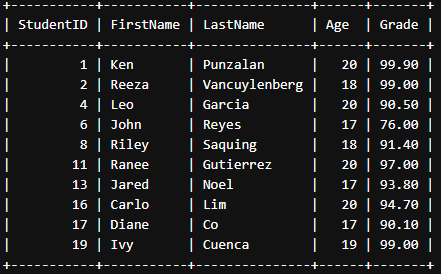 +-----------+-----------+--------------+-----+-------+
| StudentID | FirstName | LastName     | Age | Grade |
+-----------+-----------+--------------+-----+-------+
|         1 | Ken       | Punzalan     |  20 | 99.90 |
|         2 | Reeza     | Vancuylenberg |  18 | 99.00 |
|         4 | Leo       | Garcia       |  20 | 90.50 |
|         6 | John      | Reyes        |  17 | 76.00 |
|         8 | Riley     | Saquing      |  18 | 91.40 |
|        11 | Ranee     | Gutierrez    |  20 | 97.00 |
|        13 | Jared     | Noel         |  17 | 93.80 |
|        16 | Carlo     | Lim          |  20 | 94.70 |
|        17 | Diane     | Co           |  17 | 90.10 |
|        19 | Ivy       | Cuenca       |  19 | 99.00 |
+-----------+-----------+--------------+-----+-------+